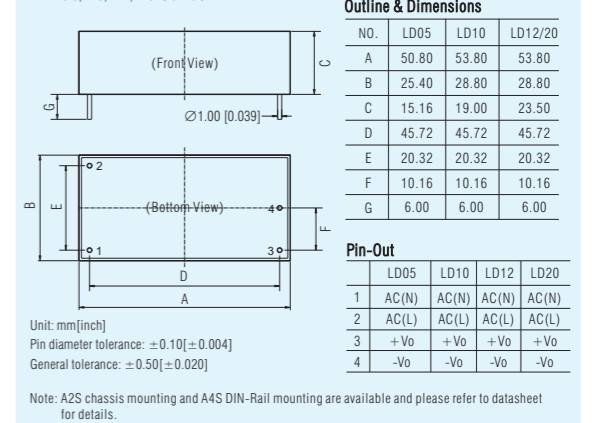 Outline & Dimensions
NO. LD05 LD10 LD12/20
A 50.80 53.80 53.80
B 25.40 28.80 28.80
C 15.16 19.00 23.50
D 45.72 45.72 45.72
E 20.32 20.32 20.32
F 10.16 10.16 10.16
G 6.00 6.00 6.00
(Front View)
C
G
∅1.00 [0.039]
2
B
E
(Bottom View)
4
F
1
3
D
A
Pin-Out
LD05 LD10 LD12 LD20
1 AC(N) AC(N) AC(N) AC(N)
2 AC(L) AC(L) AC(L) AC(L)
3 +Vo +Vo +Vo +Vo
4 -Vo -Vo -Vo -Vo
Unit: mm[inch]
Pin diameter tolerance: ±0.10[±0.004]
General tolerance: ±0.50[±0.020]
Note: A2S chassis mounting and A4S DIN-Rail mounting are available and please refer to datasheet
for details.